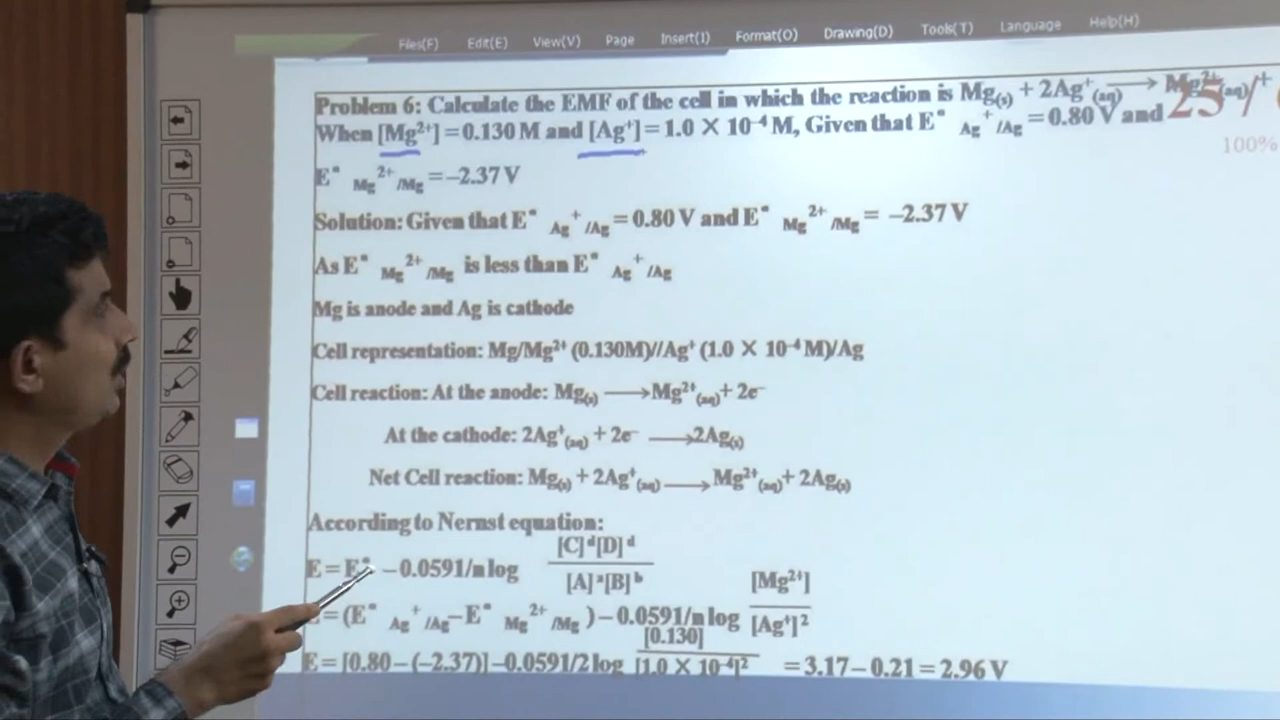 Files(F) Edit(E) View(V) Page Insert(I) Format(O) Drawing(D) Tools(T) Language Help(H)
Problem 6: Calculate the EMF of the cell in which the reaction is Mg(s) + 2Ag⁺(aq) ⟶ Mg²⁺(aq)/⁺
25/
When [Mg²⁺] = 0.130 M and [Ag⁺] = 1.0 X 10⁻⁴ M, Given that E° Ag⁺/Ag = 0.80 V and
100%
E° Mg²⁺/Mg = –2.37 V
Solution: Given that E° Ag⁺/Ag = 0.80 V and E° Mg²⁺/Mg = –2.37 V
As E° Mg²⁺/Mg is less than E° Ag⁺/Ag
Mg is anode and Ag is cathode
Cell representation: Mg/Mg²⁺ (0.130M)//Ag⁺ (1.0 X 10⁻⁴ M)/Ag
Cell reaction: At the anode: Mg(s) ⟶ Mg²⁺(aq) + 2e⁻
At the cathode: 2Ag⁺(aq) + 2e⁻ ⟶ 2Ag(s)
Net Cell reaction: Mg(s) + 2Ag⁺(aq) ⟶ Mg²⁺(aq) + 2Ag(s)
According to Nernst equation:
E = E° – 0.0591/n log [C]ᵈ[D]ᵈ / [A]ᵃ[B]ᵇ
E = (E° Ag⁺/Ag – E° Mg²⁺/Mg) – 0.0591/n log [Mg²⁺] / [Ag⁺]²
E = [0.80 – (–2.37)] – 0.0591/2 log [0.130] / [1.0 X 10⁻⁴]² = 3.17 – 0.21 = 2.96 V